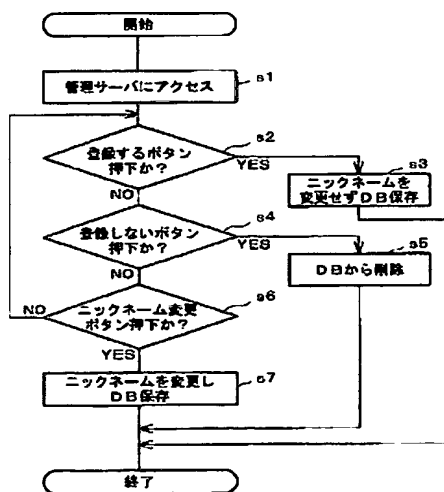 開始
管理サーバにアクセス
s1
登録するボタン
押下か?
s2
YES
NO
ニックネームを
変更せずDB保存
s3
登録しないボタン
押下か?
s4
YES
NO
DBから削除
s5
ニックネーム変更
ボタン押下か?
s6
NO
YES
ニックネームを変更し
DB保存
s7
終了